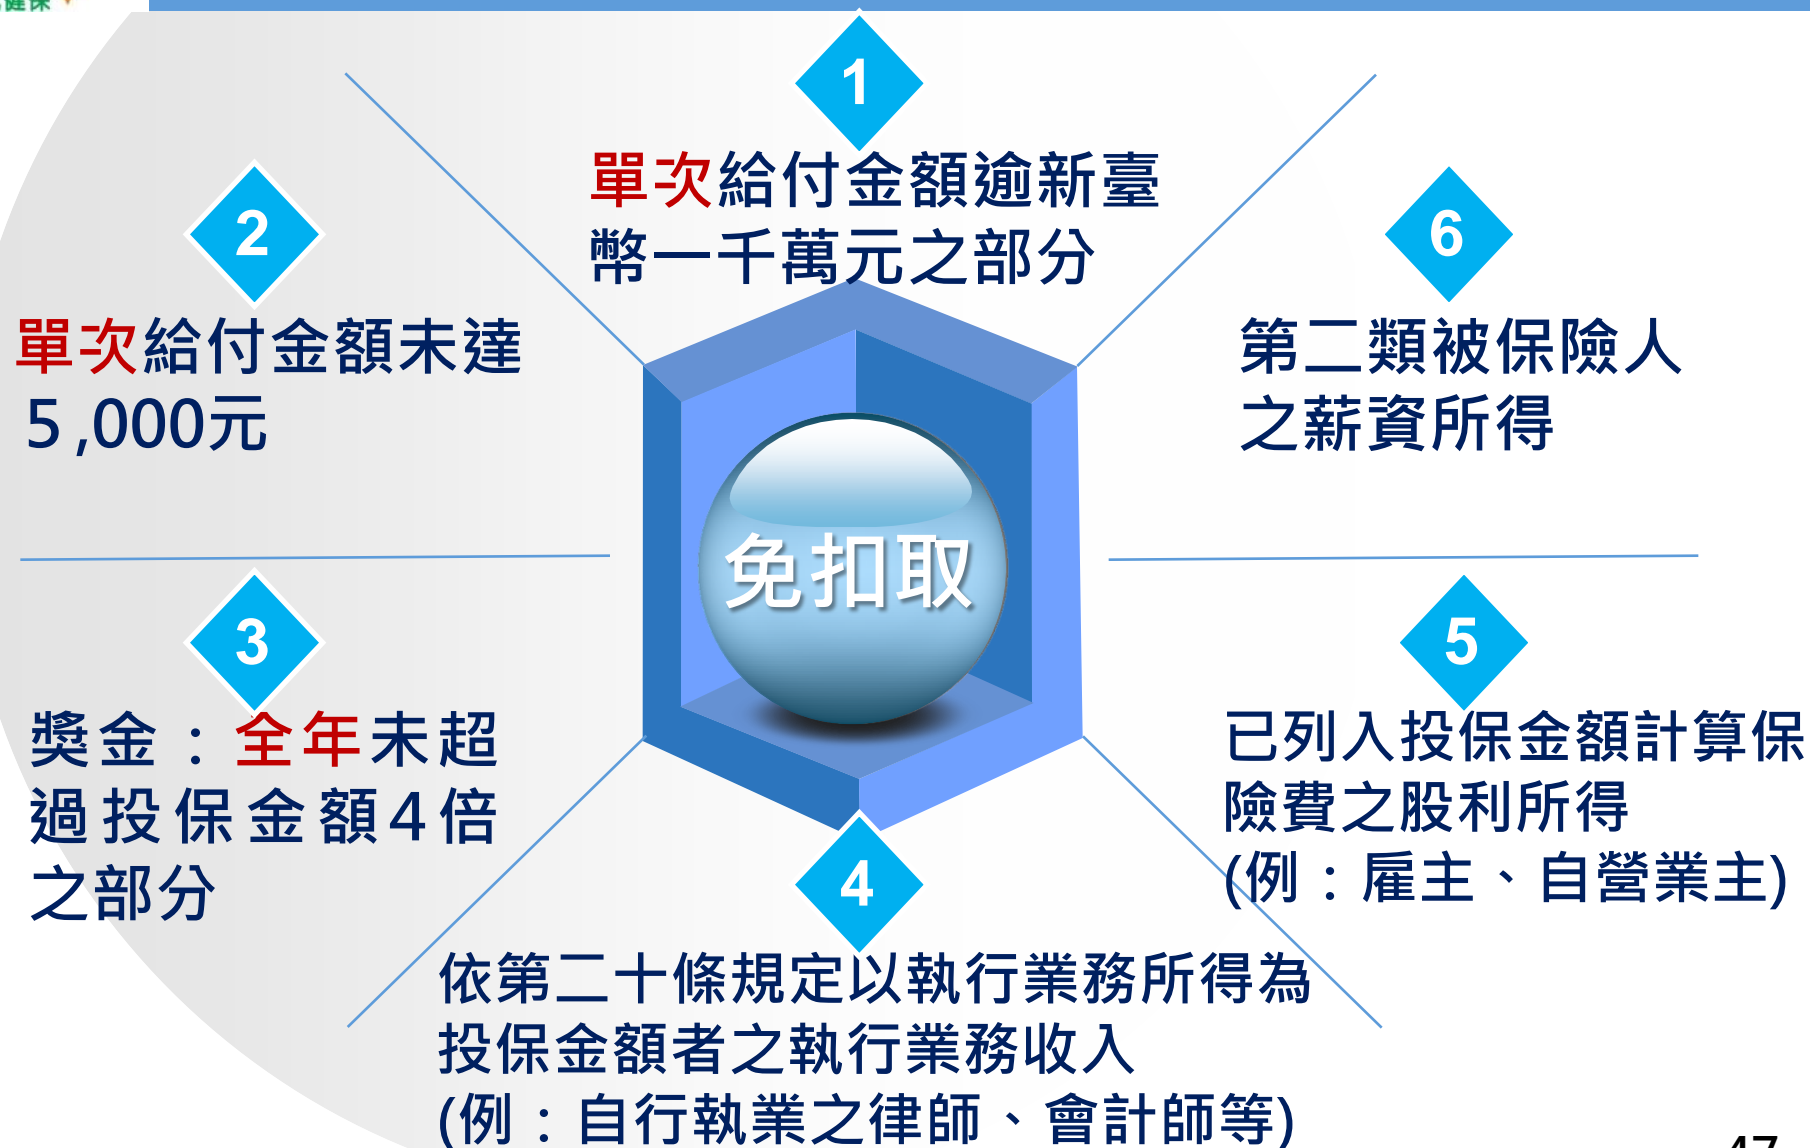 1
單次給付金額逾新臺
幣一千萬元之部分
2
單次給付金額未達
5,000元
3
獎金：全年未超
過投保金額4倍
之部分
4
依第二十條規定以執行業務所得為
投保金額者之執行業務收入
(例：自行執業之律師、會計師等)
5
已列入投保金額計算保
險費之股利所得
(例：雇主、自營業主)
6
第二類被保險人
之薪資所得
免扣取
47